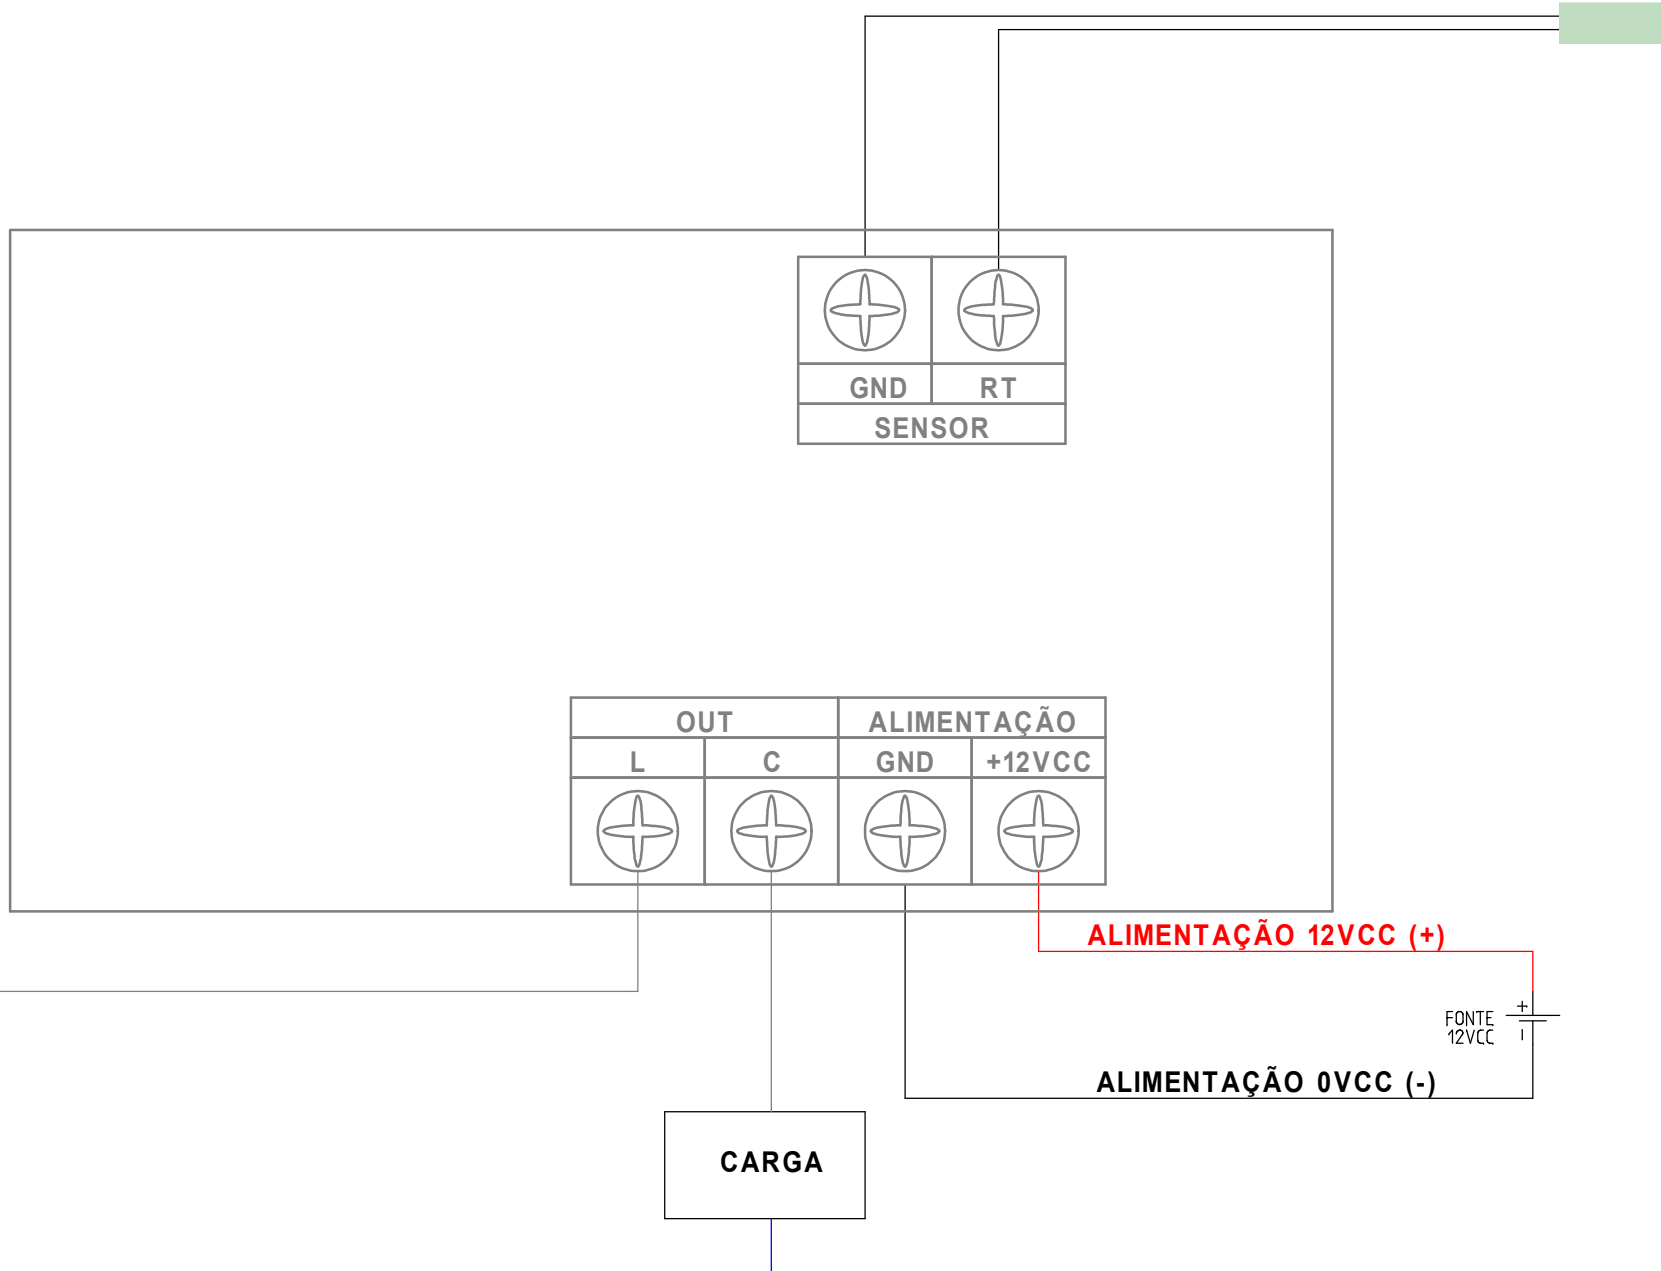 GND RT
SENSOR
OUT ALIMENTAÇÃO
L C GND +12VCC
ALIMENTAÇÃO 12VCC (+)
+
FONTE
12VCC
-
ALIMENTAÇÃO 0VCC (-)
CARGA